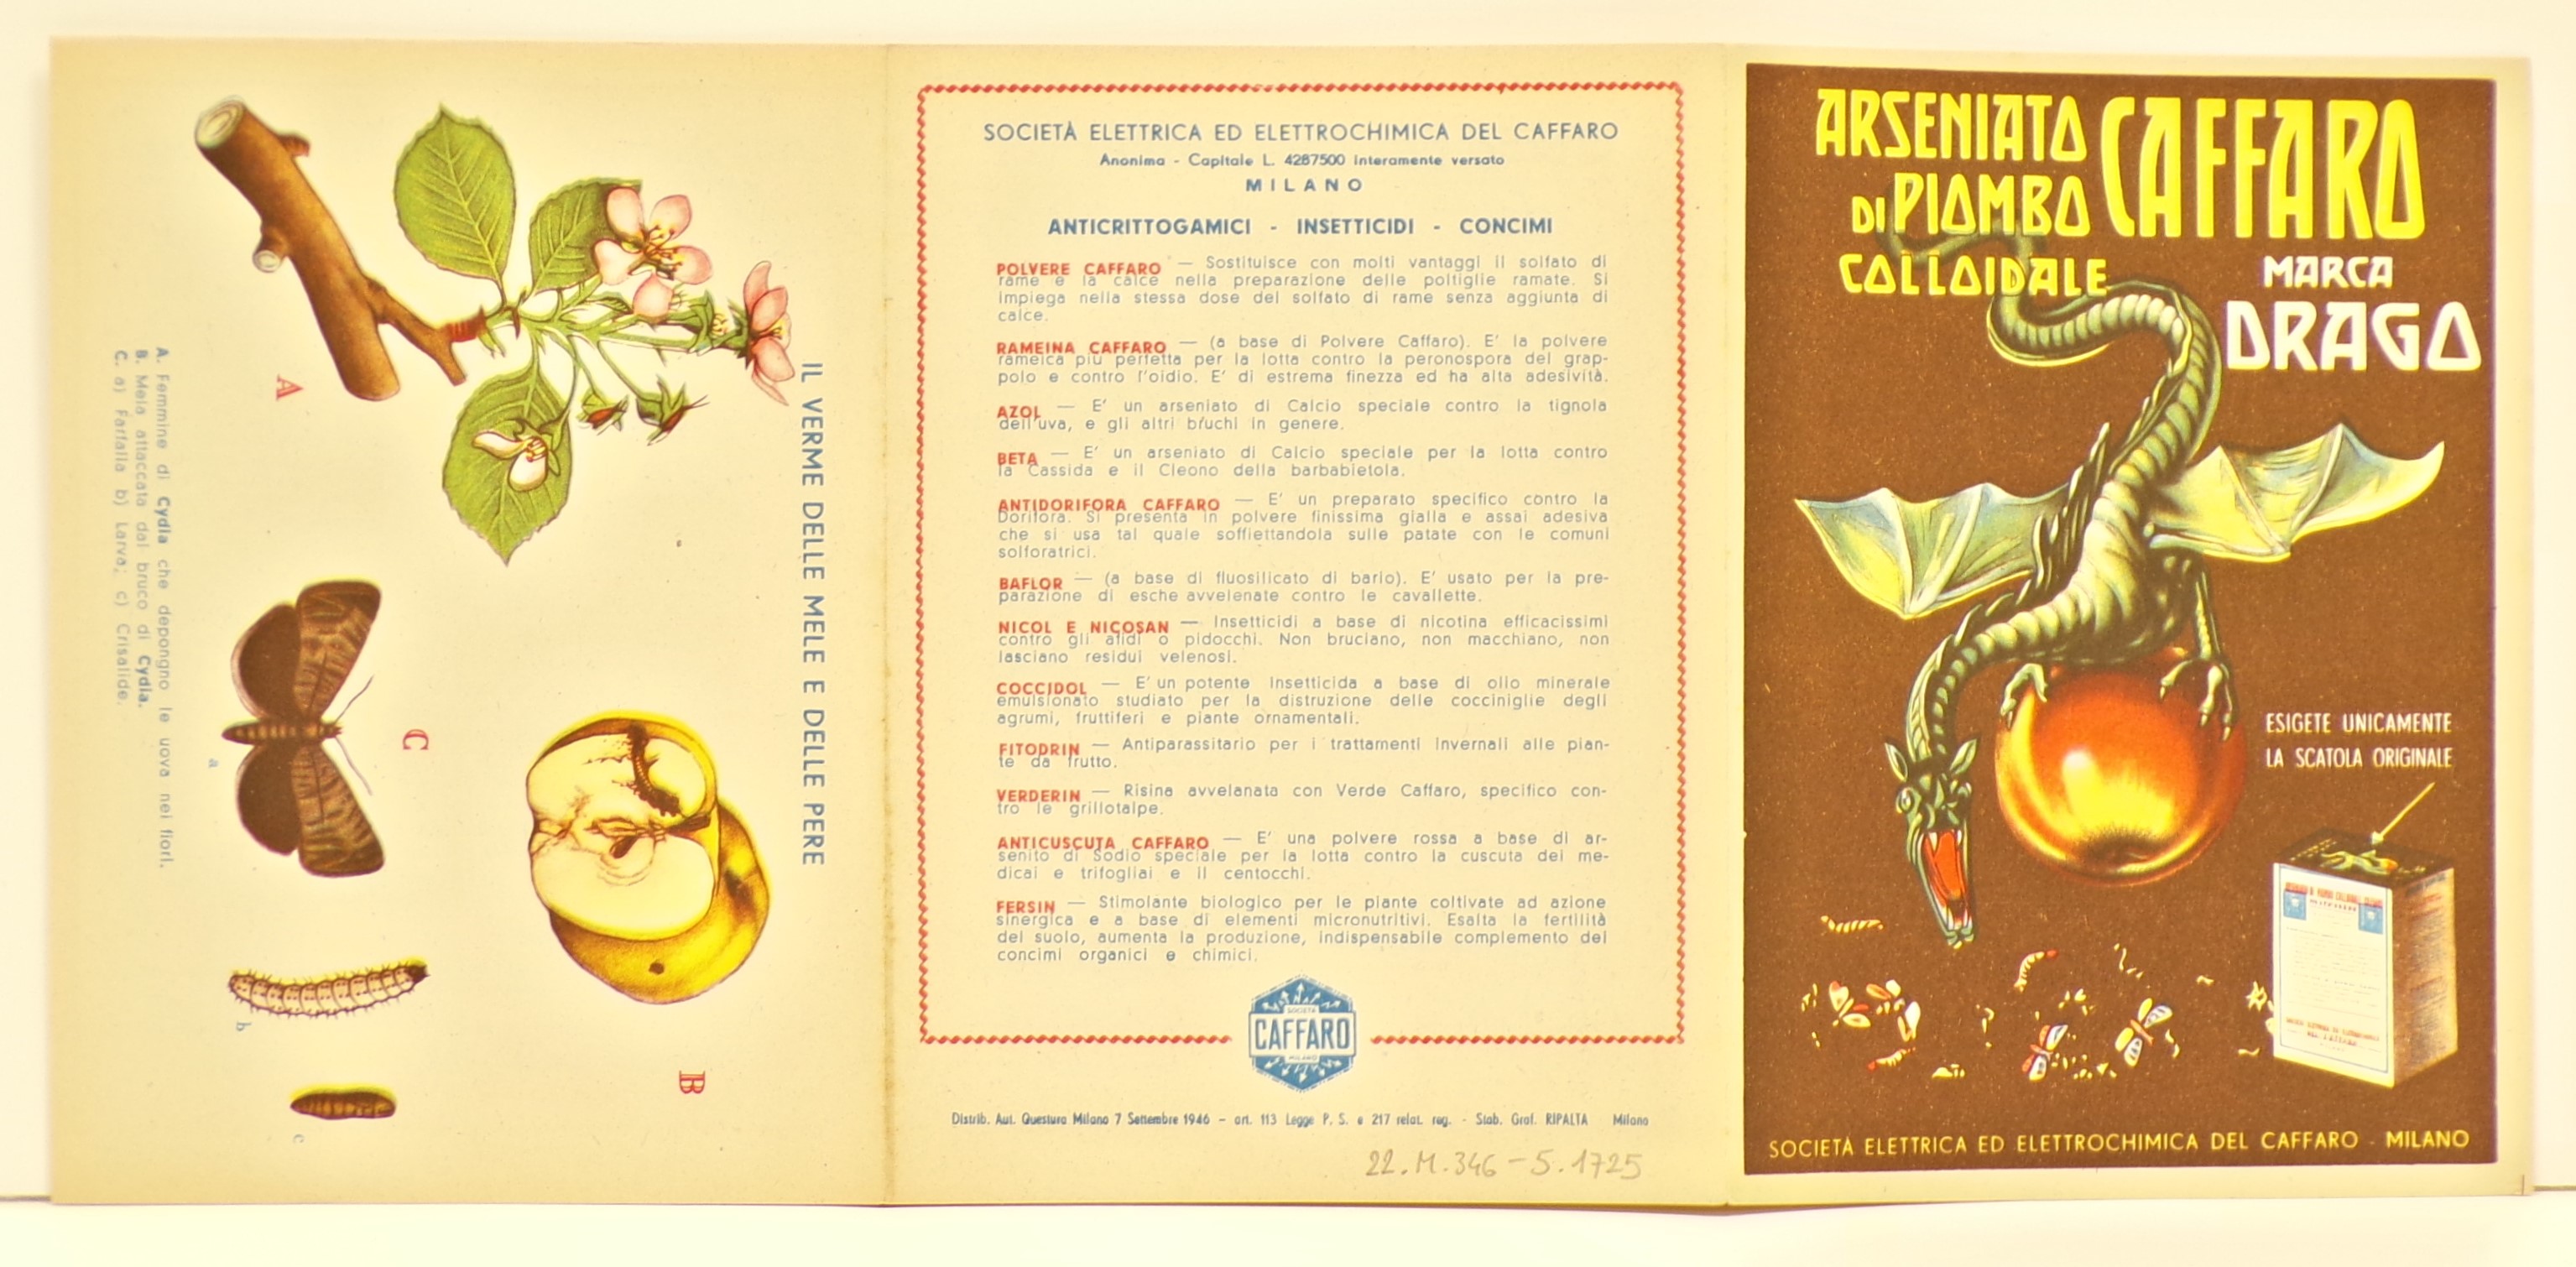 IL VERME DELLE MELE E DELLE PERE
A
B
C
a
b
c
A. Femmine di Cydia che depongno le uova nei fiori.
B. Mela attaccata dal bruco di Cydia.
C. a) Farfalla b) Larva; c) Crisalide.
SOCIETÀ ELETTRICA ED ELETTROCHIMICA DEL CAFFARO
Anonima - Capitale L. 4287500 interamente versato
MILANO
ANTICRITTOGAMICI - INSETTICIDI - CONCIMI
POLVERE CAFFARO — Sostituisce con molti vantaggi il solfato di
rame e la calce nella preparazione delle poltiglie ramate. Si
impiega nella stessa dose del solfato di rame senza aggiunta di
calce.
RAMEINA CAFFARO — (a base di Polvere Caffaro). E' la polvere
rameica più perfetta per la lotta contro la peronospora del grap-
polo e contro l'oidio. E' di estrema finezza ed ha alta adesività.
AZOL — E' un arseniato di Calcio speciale contro la tignola
dell'uva, e gli altri bruchi in genere.
BETA — E' un arseniato di Calcio speciale per la lotta contro
la Cassida e il Cleono della barbabietola.
ANTIDORIFORA CAFFARO — E' un preparato specifico contro la
Dorifora. Si presenta in polvere finissima gialla e assai adesiva
che si usa tal quale soffiettandola sulle patate con le comuni
solforatrici.
BAFLOR — (a base di fluosilicato di bario). E' usato per la pre-
parazione di esche avvelenate contro le cavallette.
NICOL E NICOSAN — Insetticidi a base di nicotina efficacissimi
contro gli afidi o pidocchi. Non bruciano, non macchiano, non
lasciano residui velenosi.
COCCIDOL — E' un potente Insetticida a base di olio minerale
emulsionato studiato per la distruzione delle cocciniglie degli
agrumi, fruttiferi e piante ornamentali.
FITODRIN — Antiparassitario per i trattamenti invernali alle pian-
te da frutto.
VERDERIN — Risina avvelanata con Verde Caffaro, specifico con-
tro le grillotalpe.
ANTICUSCUTA CAFFARO — E' una polvere rossa a base di ar-
senito di Sodio speciale per la lotta contro la cuscuta dei me-
dicai e trifogliai e il centocchi.
FERSIN — Stimolante biologico per le piante coltivate ad azione
sinergica e a base di elementi micronutritivi. Esalta la fertilità
del suolo, aumenta la produzione, indispensabile complemento dei
concimi organici e chimici.
SOCIETÀ
CAFFARO
MILANO
Distrib. Aut. Questura Milano 7 Settembre 1946 - art. 113 Legge P. S. e 217 relat. reg. - Stab. Graf. RIPALTA Milano
22.M.346-5.1725
ARSENIATO
DI PIOMBO
COLLOIDALE
CAFFARO
MARCA
DRAGO
ESIGETE UNICAMENTE
LA SCATOLA ORIGINALE
SOCIETÀ ELETTRICA ED ELETTROCHIMICA DEL CAFFARO - MILANO